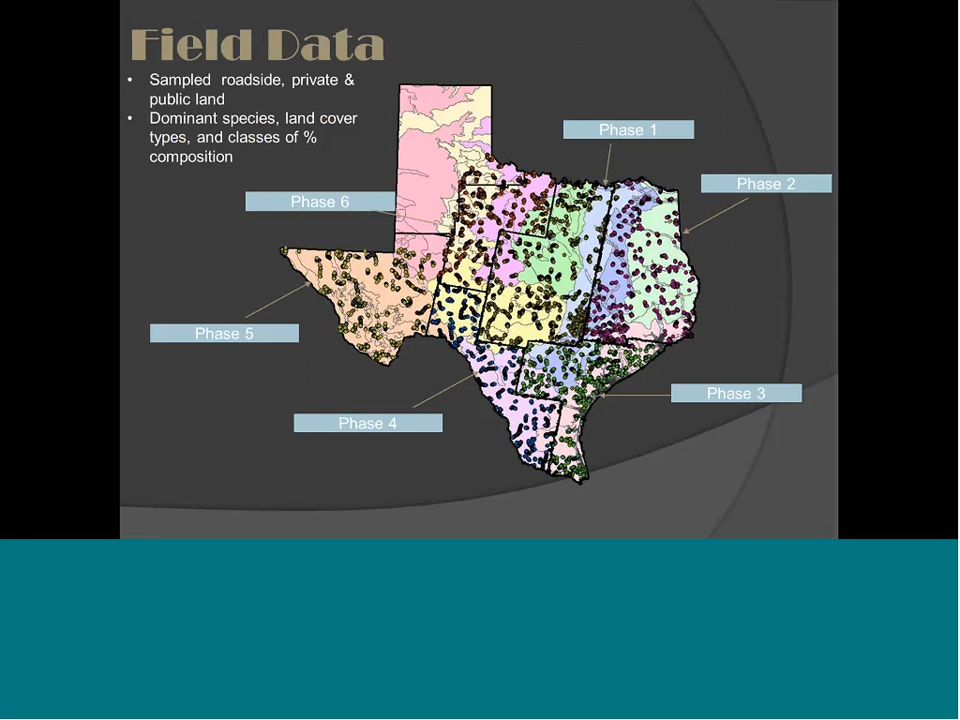 Field Data
• Sampled roadside, private &
public land
• Dominant species, land cover
types, and classes of %
composition
Phase 1
Phase 2
Phase 6
Phase 5
Phase 3
Phase 4